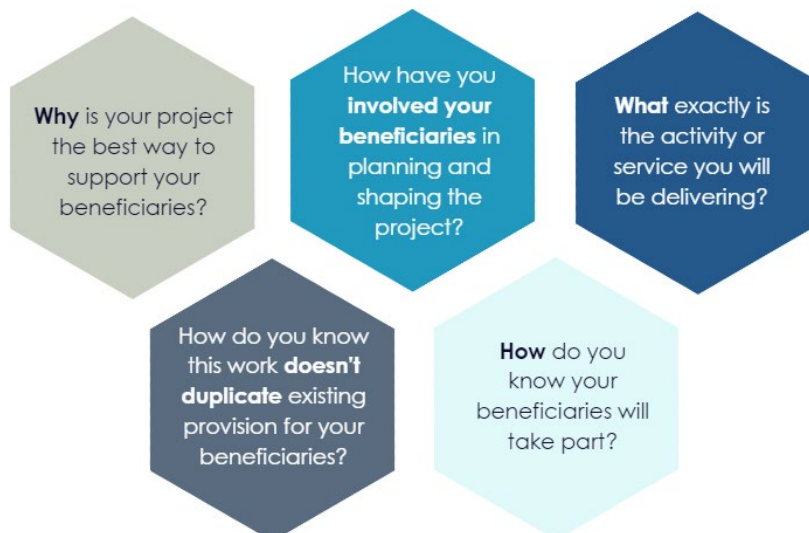 Why is your project
the best way to
support your
beneficiaries?
How have you
involved your
beneficiaries in
planning and
shaping the
project?
What exactly is
the activity or
service you will
be delivering?
How do you know
this work doesn't
duplicate existing
provision for your
beneficiaries?
How do you
know your
beneficiaries will
take part?